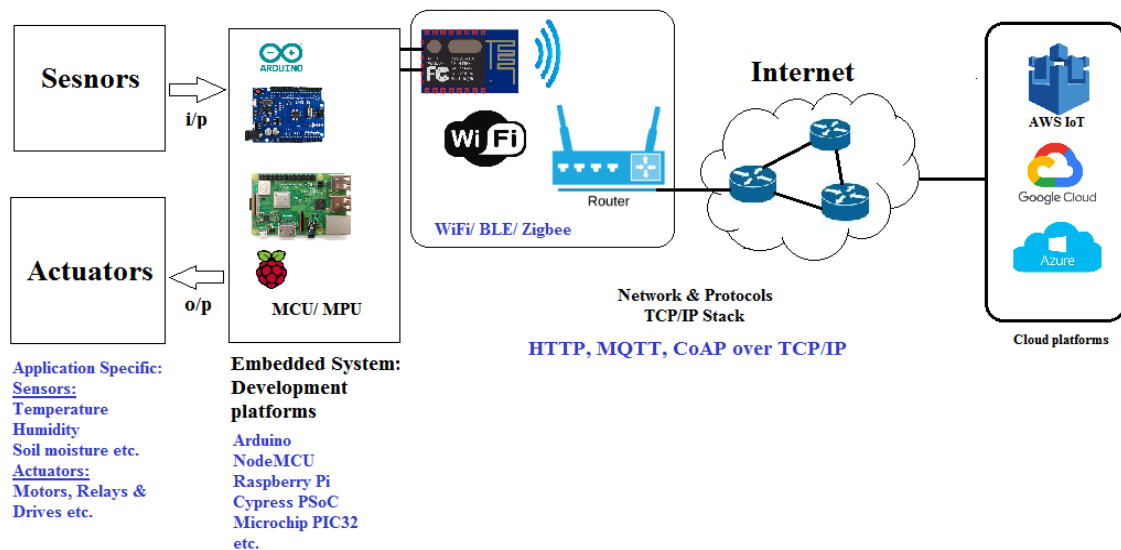 Sesnors
i/p
Actuators
o/p
Application Specific:
Sensors:
Temperature
Humidity
Soil moisture etc.
Actuators:
Motors, Relays &
Drives etc.
ARDUINO
MCU/ MPU
Embedded System:
Development
platforms
Arduino
NodeMCU
Raspberry Pi
Cypress PSoC
Microchip PIC32
etc.
Wi Fi
Router
WiFi/ BLE/ Zigbee
Internet
Network & Protocols
TCP/IP Stack
HTTP, MQTT, CoAP over TCP/IP
AWS IoT
Google Cloud
Azure
Cloud platforms